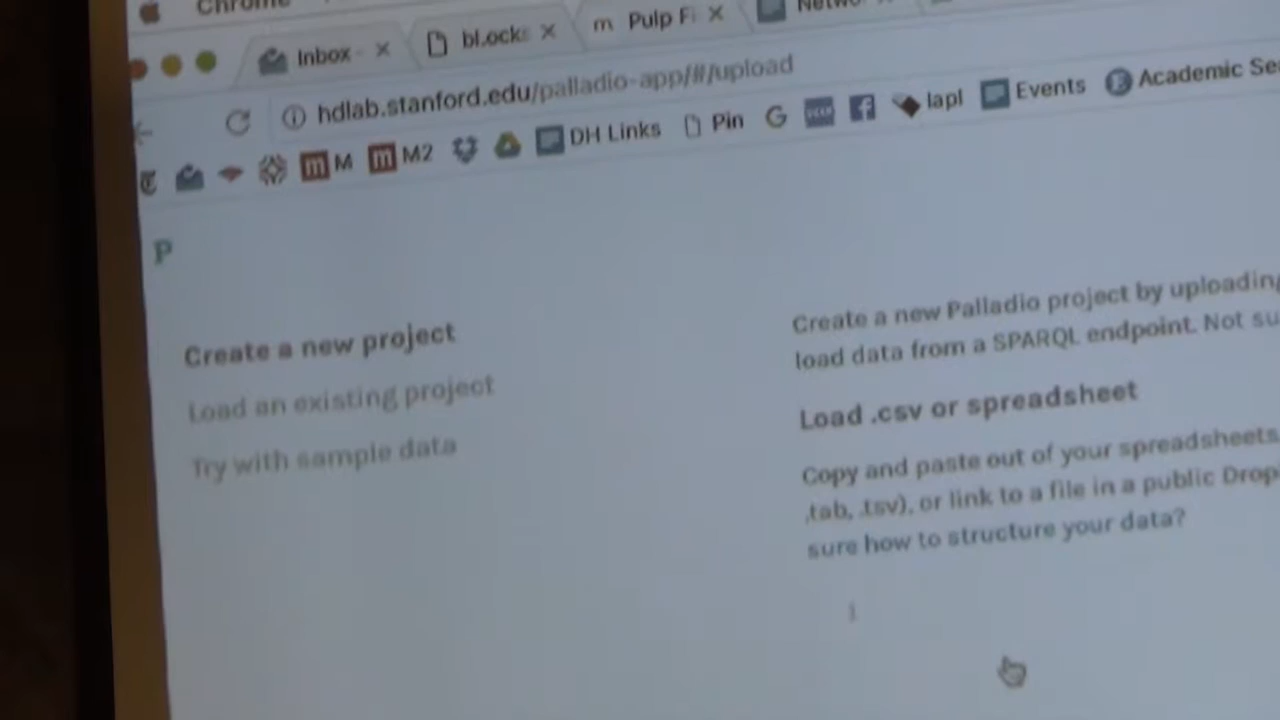 Chrome
Inbox
bl.ocks
Pulp Fi
Netwo
hdlab.stanford.edu/palladio-app/#/upload
M
M2
DH Links
Pin
lapl
Events
Academic Se
P
Create a new project
Load an existing project
Try with sample data
Create a new Palladio project by uploading
load data from a SPARQL endpoint. Not su
Load .csv or spreadsheet
Copy and paste out of your spreadsheets
.tab, .tsv), or link to a file in a public Drop
sure how to structure your data?